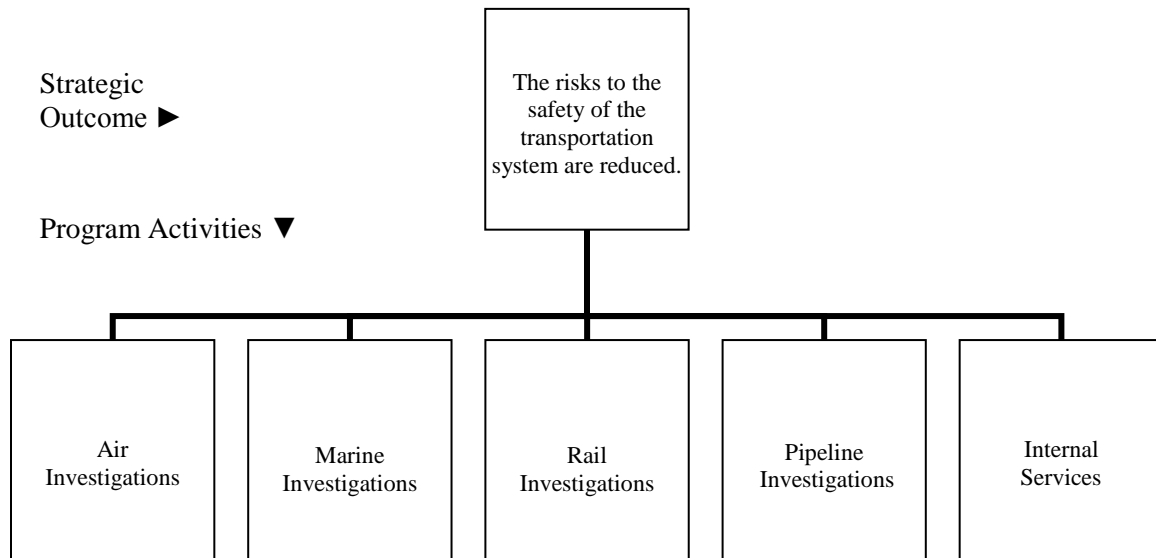 Strategic
Outcome ►
The risks to the
safety of the
transportation
system are reduced.
Program Activities ▼
Air
Investigations
Marine
Investigations
Rail
Investigations
Pipeline
Investigations
Internal
Services